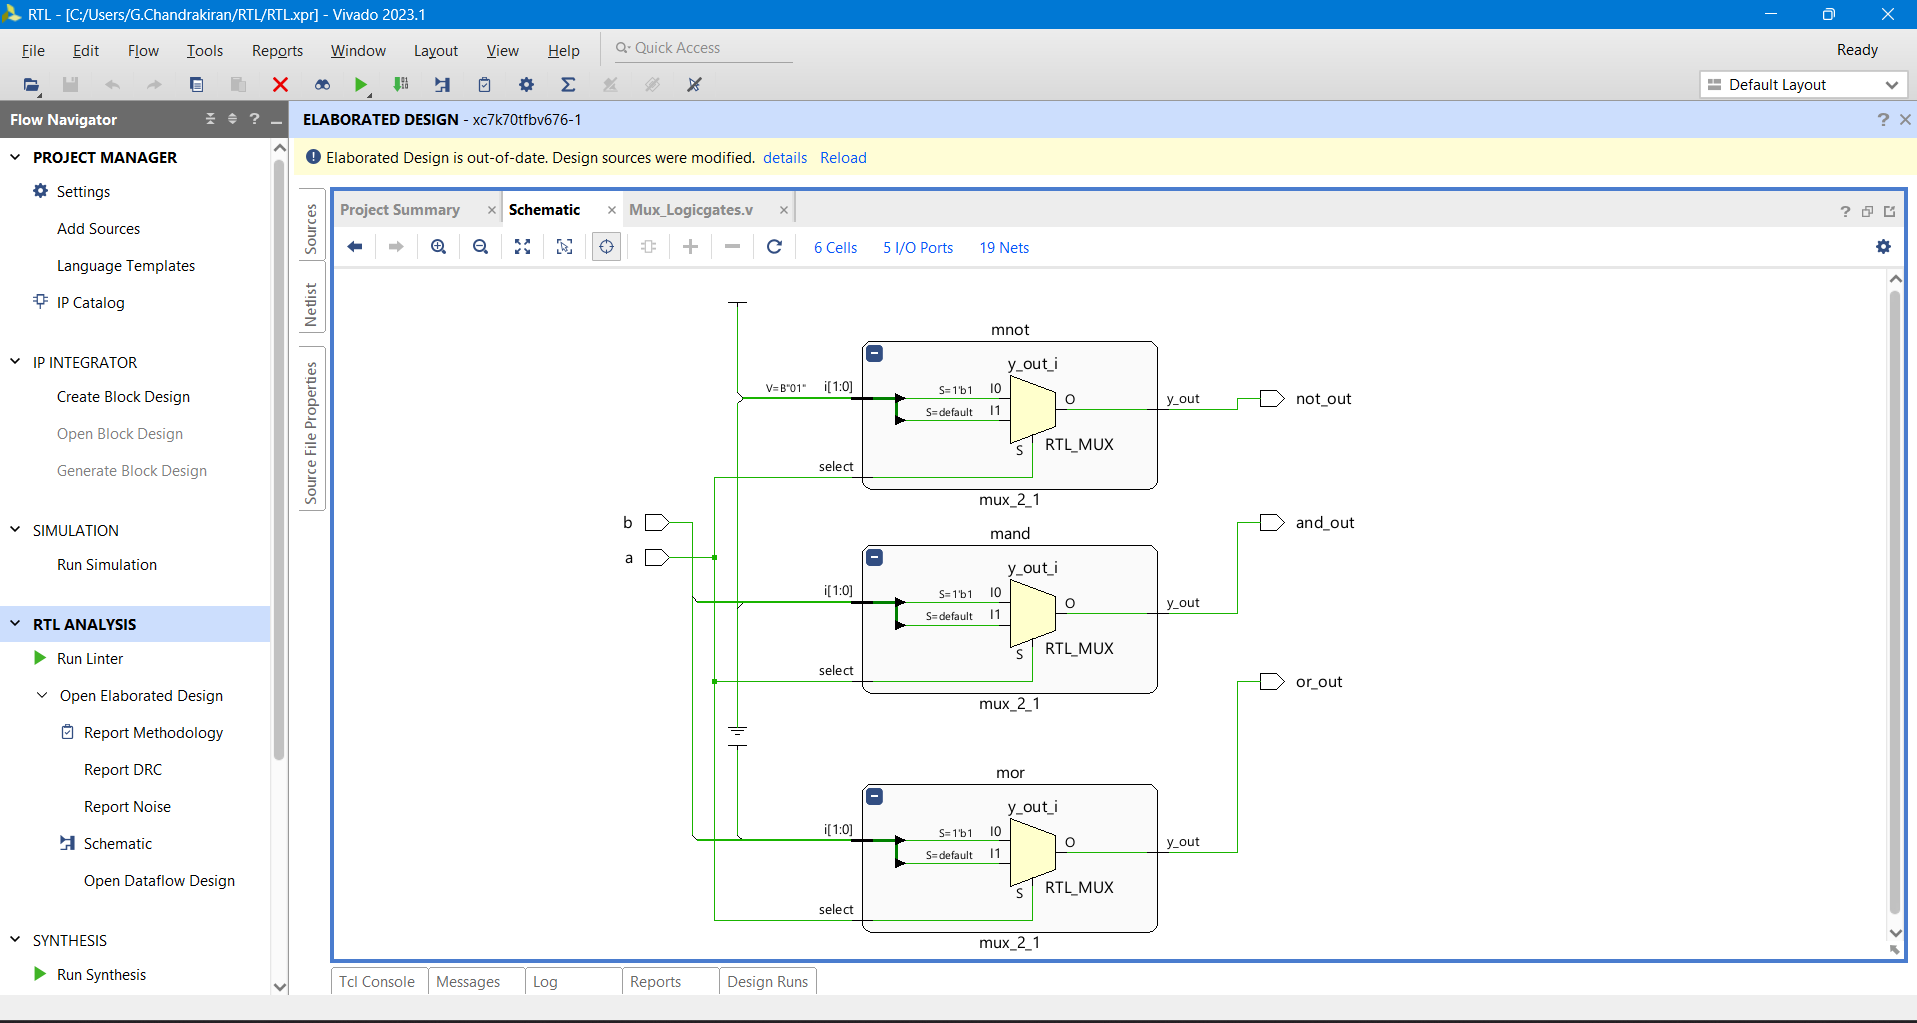 RTL - [C:/Users/G.Chandrakiran/RTL/RTL.xpr] - Vivado 2023.1
File Edit Flow Tools Reports Window Layout View Help Quick Access
Ready
Default Layout
Flow Navigator
PROJECT MANAGER
Settings
Add Sources
Language Templates
IP Catalog
IP INTEGRATOR
Create Block Design
Open Block Design
Generate Block Design
SIMULATION
Run Simulation
RTL ANALYSIS
Run Linter
Open Elaborated Design
Report Methodology
Report DRC
Report Noise
Schematic
Open Dataflow Design
SYNTHESIS
Run Synthesis
ELABORATED DESIGN - xc7k70tfbv676-1
Elaborated Design is out-of-date. Design sources were modified. details Reload
Sources
Netlist
Source File Properties
Project Summary
Schematic
Mux_Logicgates.v
6 Cells 5 I/O Ports 19 Nets
mnot
y_out_i
V=B"01" i[1:0] S=1'b1 I0
S=default I1
O
y_out
not_out
S
RTL_MUX
select
mux_2_1
b
a
and_out
mand
y_out_i
i[1:0] S=1'b1 I0
S=default I1
O
y_out
S
RTL_MUX
select
mux_2_1
or_out
mor
y_out_i
i[1:0] S=1'b1 I0
S=default I1
O
y_out
S
RTL_MUX
select
mux_2_1
Tcl Console Messages Log Reports Design Runs